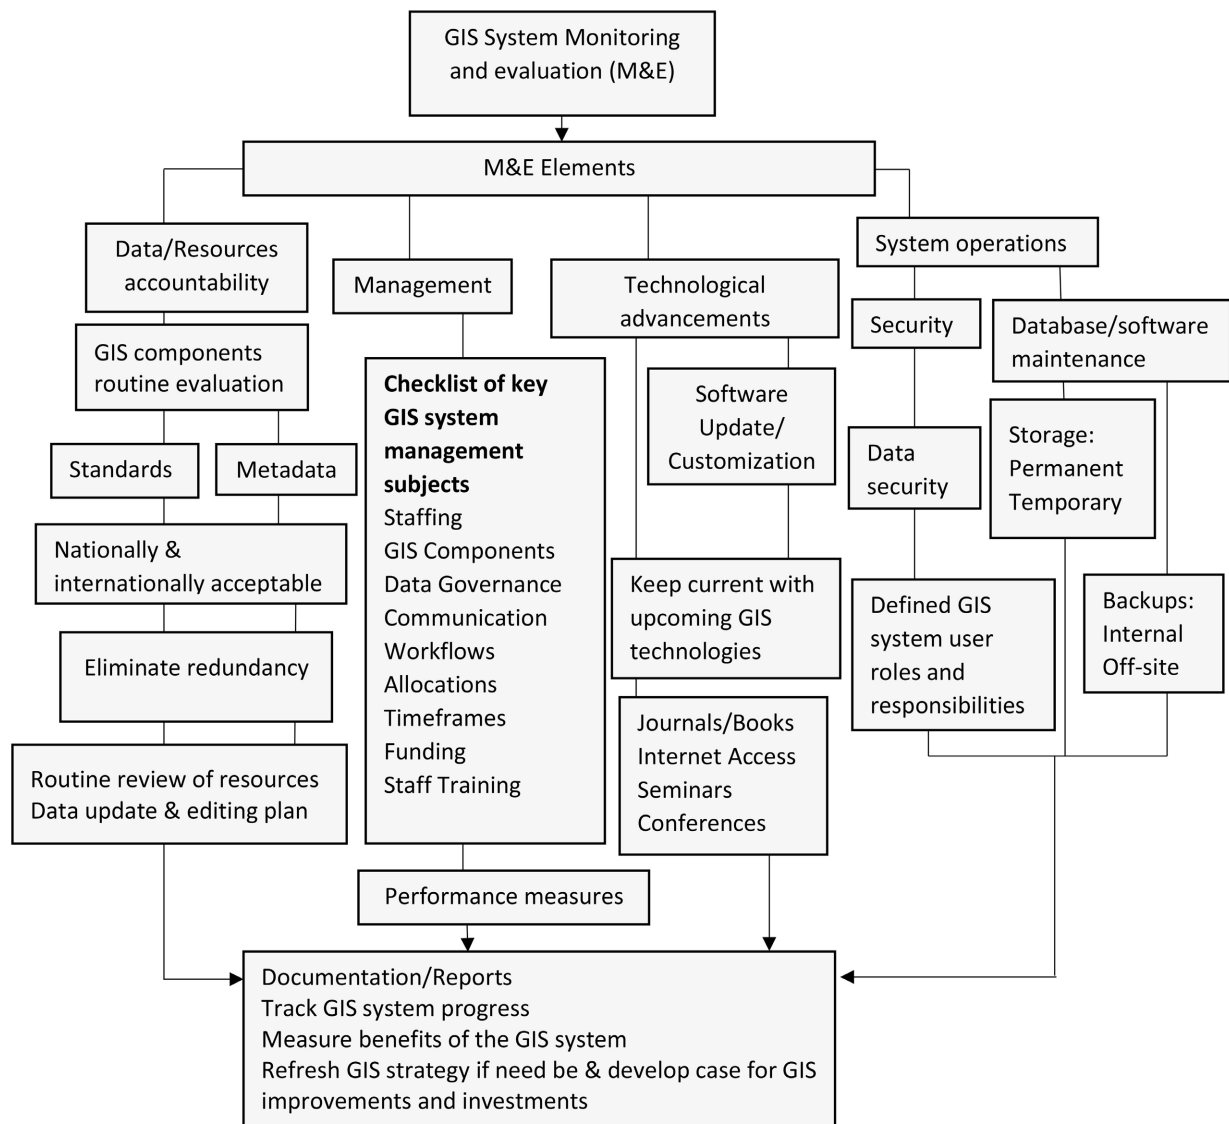 GIS System Monitoring
and evaluation (M&E)
M&E Elements
Data/Resources
accountability
GIS components
routine evaluation
Standards
Metadata
Nationally &
internationally acceptable
Eliminate redundancy
Routine review of resources
Data update & editing plan
Management
Checklist of key
GIS system
management
subjects
Staffing
GIS Components
Data Governance
Communication
Workflows
Allocations
Timeframes
Funding
Staff Training
Performance measures
Technological
advancements
Software
Update/
Customization
Keep current with
upcoming GIS
technologies
Journals/Books
Internet Access
Seminars
Conferences
System operations
Security
Data
security
Defined GIS
system user
roles and
responsibilities
Database/software
maintenance
Storage:
Permanent
Temporary
Backups:
Internal
Off-site
Documentation/Reports
Track GIS system progress
Measure benefits of the GIS system
Refresh GIS strategy if need be & develop case for GIS
improvements and investments